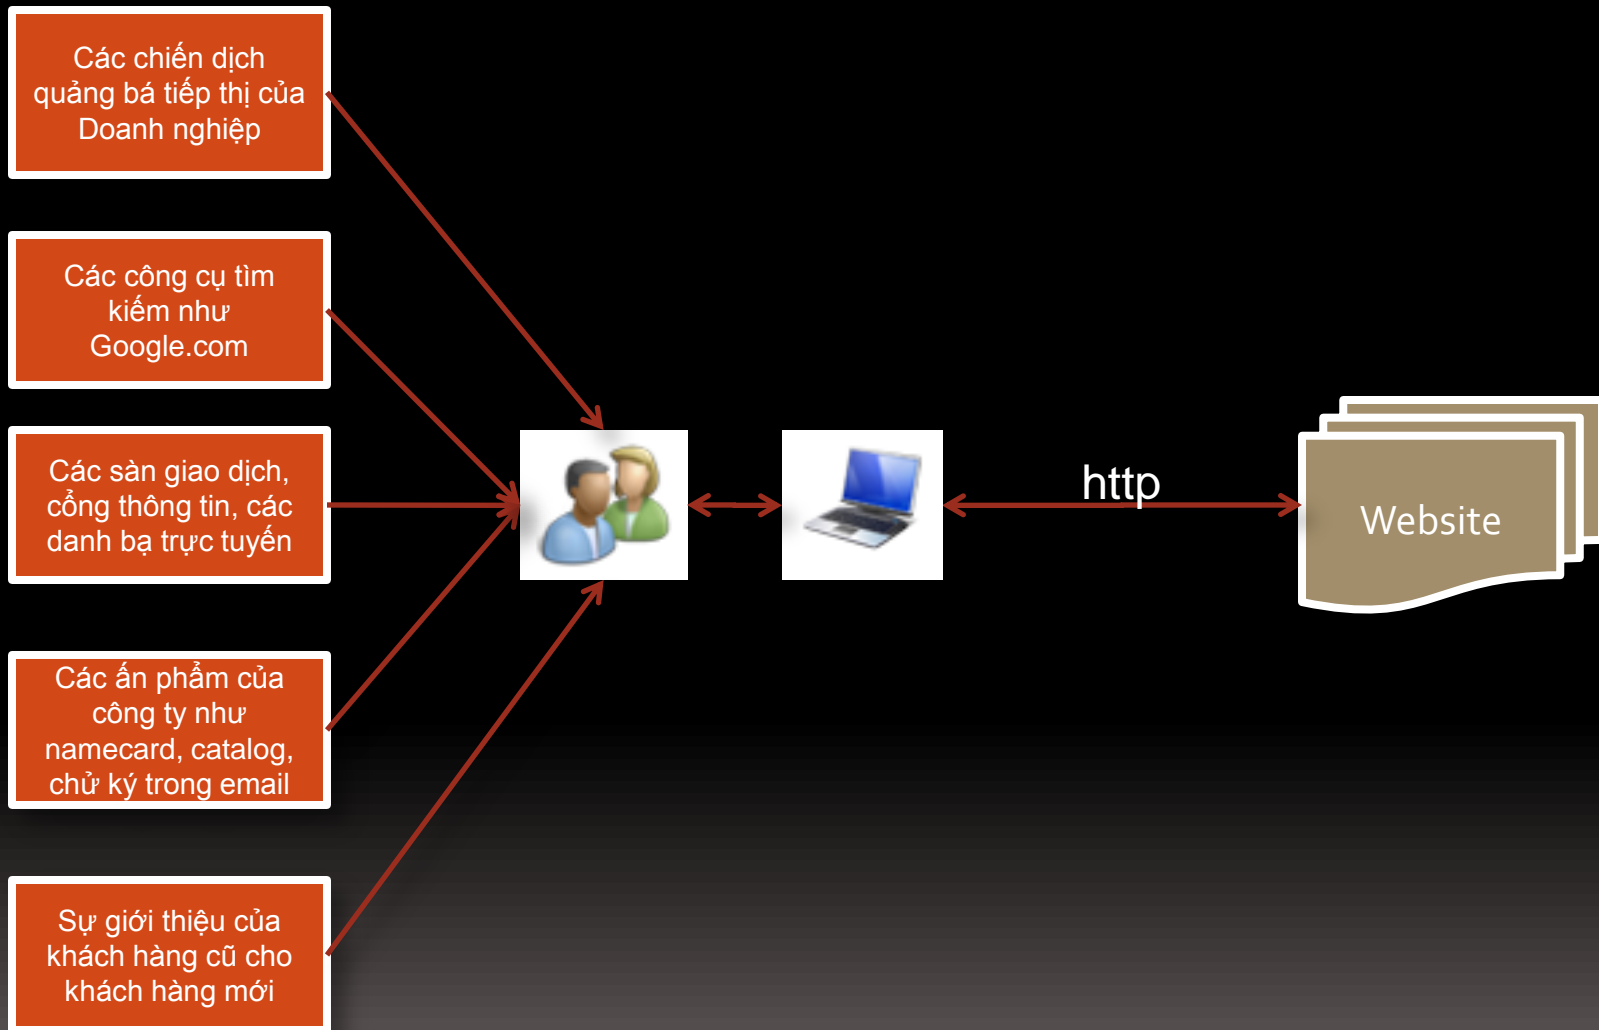 Các chiến dịch
quảng bá tiếp thị của
Doanh nghiệp
Các công cụ tìm
kiếm như
Google.com
Các sàn giao dịch,
cổng thông tin, các
danh bạ trực tuyến
Các ấn phẩm của
công ty như
namecard, catalog,
chử ký trong email
Sự giới thiệu của
khách hàng cũ cho
khách hàng mới
http
Website